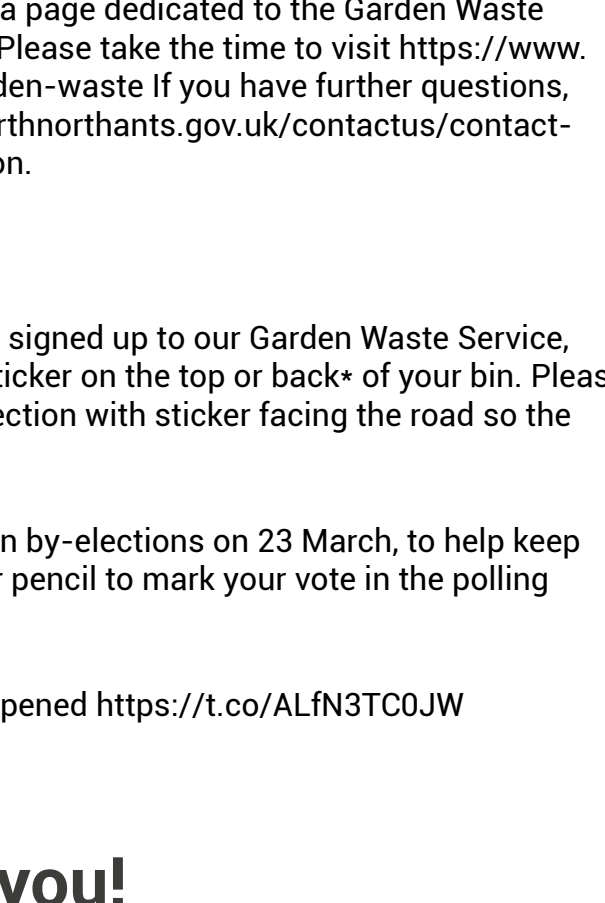 a page dedicated to the Garden Waste
Please take the time to visit https://www.
den-waste If you have further questions,
rthnorthants.gov.uk/contactus/contact-
on.
signed up to our Garden Waste Service,
ticker on the top or back* of your bin. Pleas
ection with sticker facing the road so the
n by-elections on 23 March, to help keep
r pencil to mark your vote in the polling
pened https://t.co/ALfN3TC0JW
you!